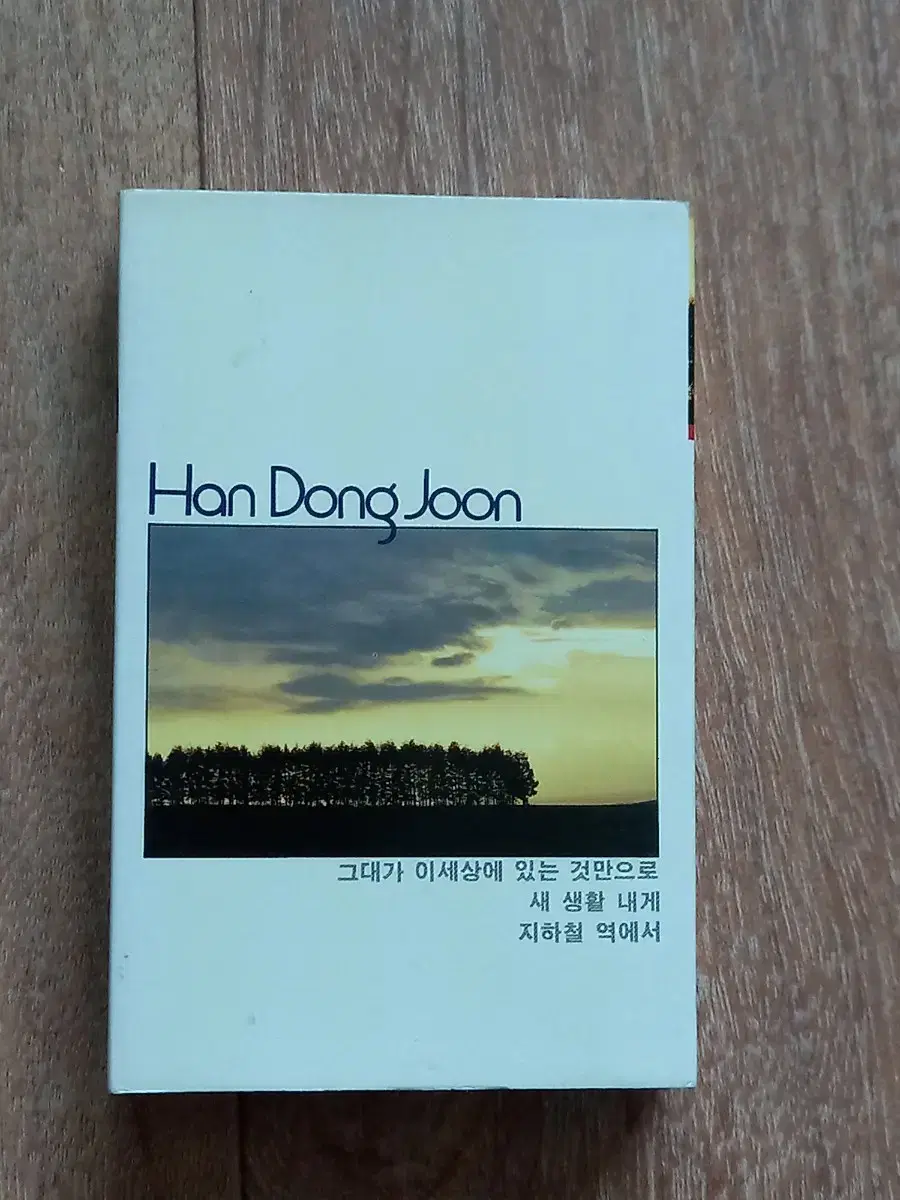 Han Dong Joon
그대가 이세상에 있는 것만으로
새 생활 내게
지하철 역에서